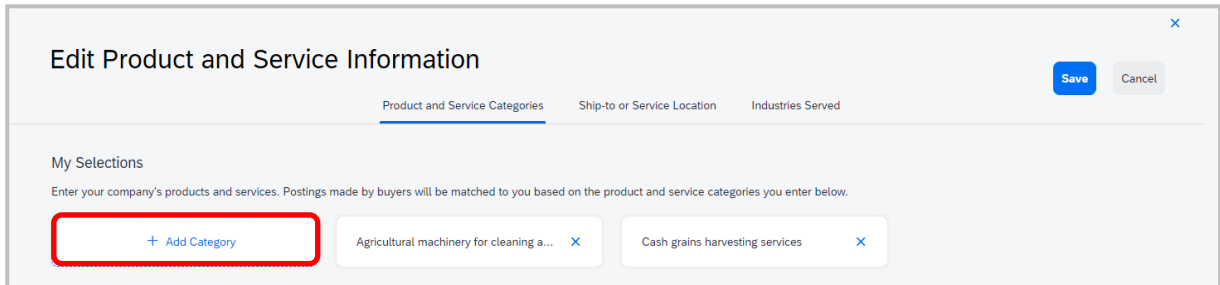 Edit Product and Service Information
Save
Cancel
Product and Service Categories
Ship-to or Service Location
Industries Served
My Selections
Enter your company's products and services. Postings made by buyers will be matched to you based on the product and service categories you enter below.
+ Add Category
Agricultural machinery for cleaning a...
Cash grains harvesting services